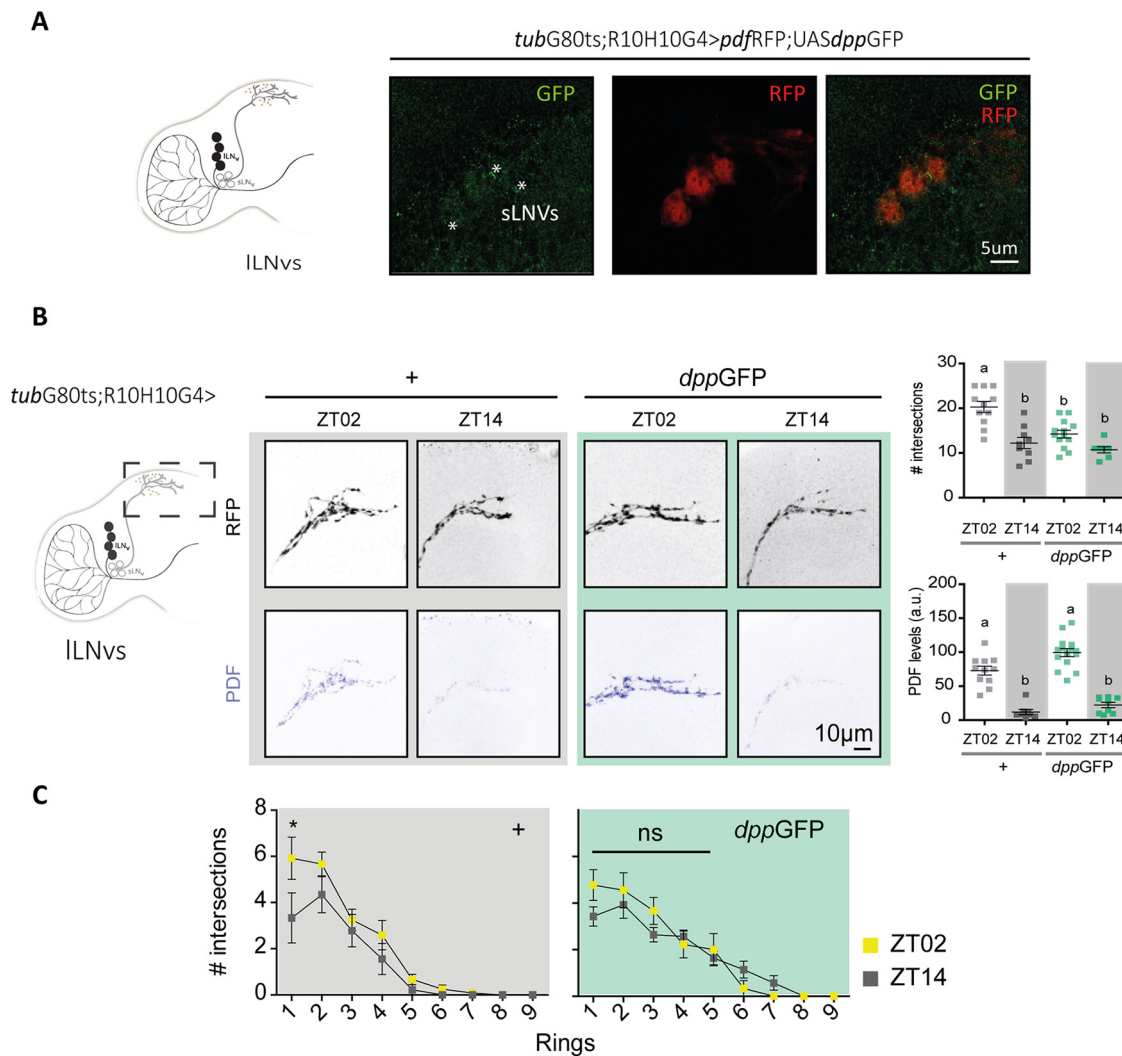 A
tubG80ts;R10H10G4>pdfRFP;UASdppGFP
GFP
RFP
GFP
RFP
lLNv
sLNv
*
*
*
sLNVs
5um
lLNvs
B
tubG80ts;R10H10G4>
+
dppGFP
ZT02
ZT14
ZT02
ZT14
RFP
PDF
10µm
lLNv
sLNv
lLNvs
30
20
10
0
# intersections
a
b
b
b
ZT02 ZT14 ZT02 ZT14
+
dppGFP
200
150
100
50
0
PDF levels (a.u.)
a
b
a
b
ZT02 ZT14 ZT02 ZT14
+
dppGFP
C
8
6
4
2
0
# intersections
*
+
ns
dppGFP
1 2 3 4 5 6 7 8 9
1 2 3 4 5 6 7 8 9
Rings
ZT02
ZT14